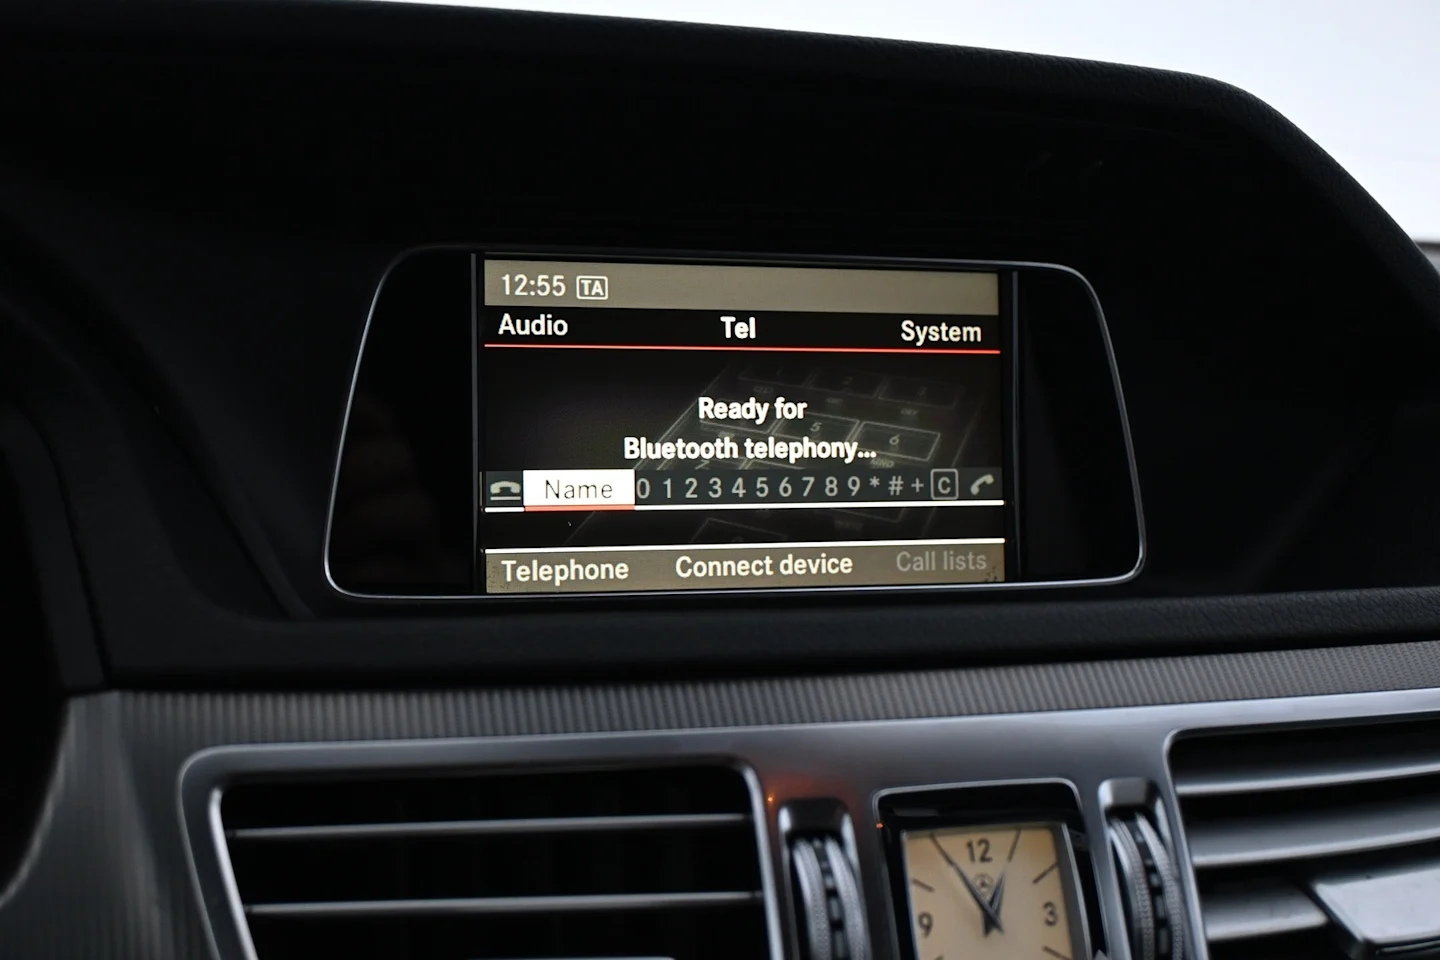 12:55 TA
Audio Tel System
Ready for
Bluetooth telephony...
Name 0 1 2 3 4 5 6 7 8 9 * # + C
Telephone Connect device Call lists
12
9 3